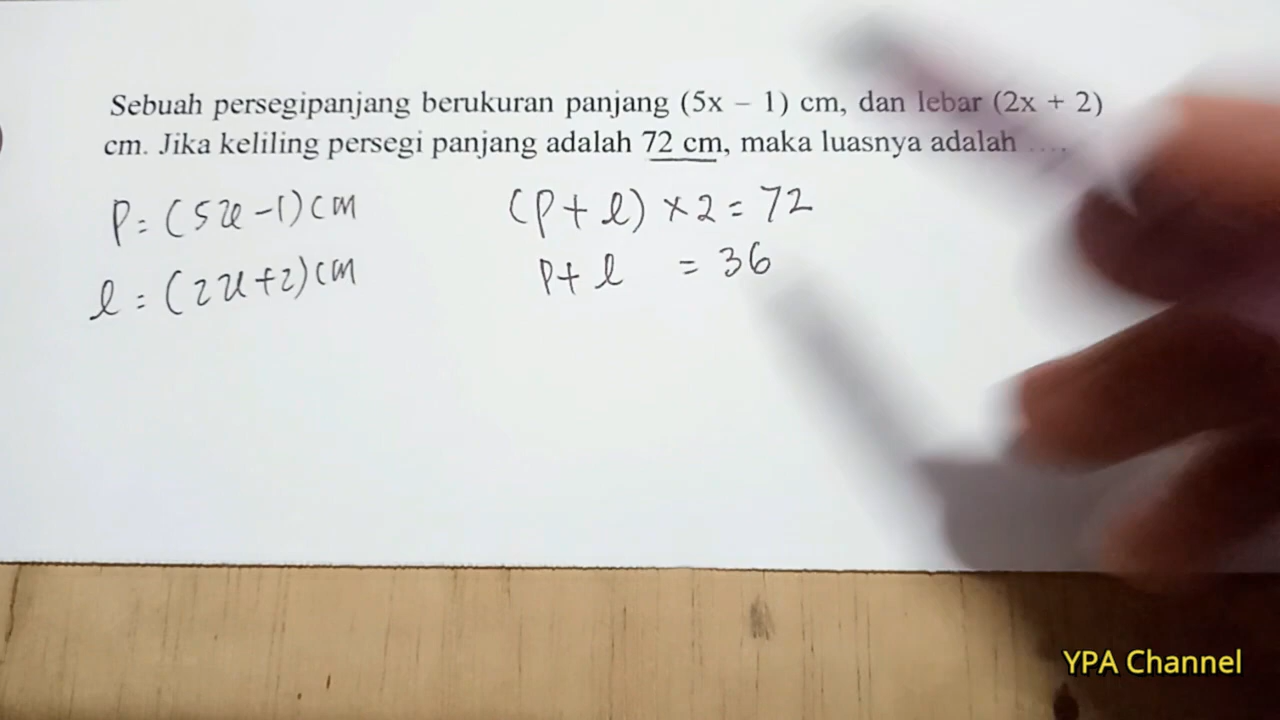 Sebuah persegipanjang berukuran panjang (5x – 1) cm, dan lebar (2x + 2)
cm. Jika keliling persegi panjang adalah 72 cm, maka luasnya adalah ....
P = (5x - 1) cm
l = (2x + 2) cm
(P + l) × 2 = 72
P + l = 36
YPA Channel